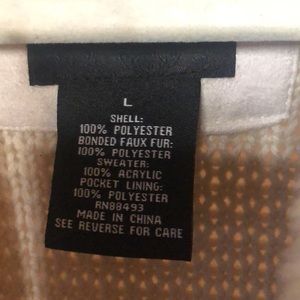 L
SHELL:
100% POLYESTER
BONDED FAUX FUR:
100% POLYESTER
SWEATER:
100% ACRYLIC
POCKET LINING:
100% POLYESTER
RN88493
MADE IN CHINA
SEE REVERSE FOR CARE